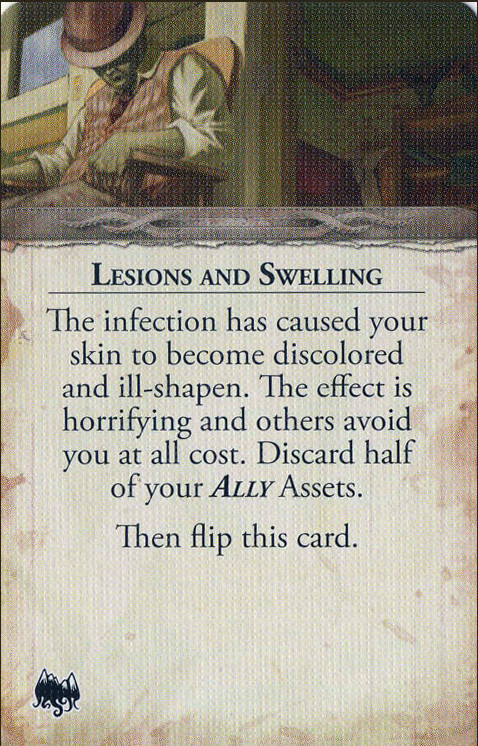 Lesions and Swelling
The infection has caused your
skin to become discolored
and ill-shapen. The effect is
horrifying and others avoid
you at all cost. Discard half
of your Ally Assets.
Then flip this card.